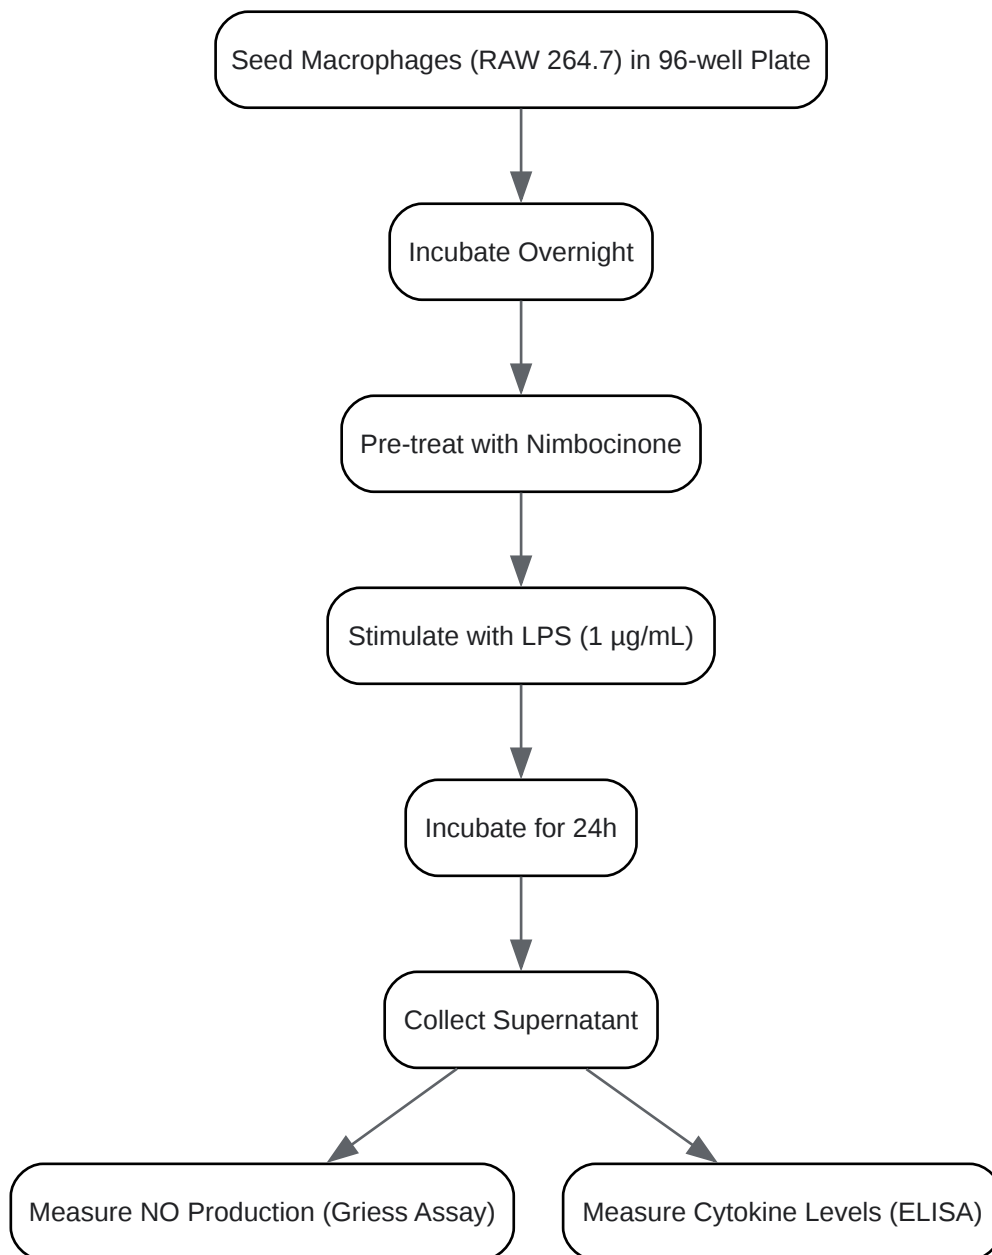 Seed Macrophages (RAW 264.7) in 96-well Plate
Incubate Overnight
Pre-treat with Nimbocinone
Stimulate with LPS (1 µg/mL)
Incubate for 24h
Collect Supernatant
Measure NO Production (Griess Assay)
Measure Cytokine Levels (ELISA)